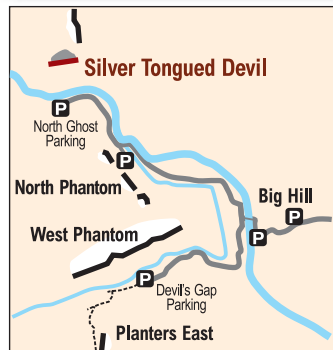 Silver Tongued Devil
P
North Ghost
Parking
P
North Phantom
Big Hill
P
West Phantom
P
P
Devil's Gap
Parking
Planters East